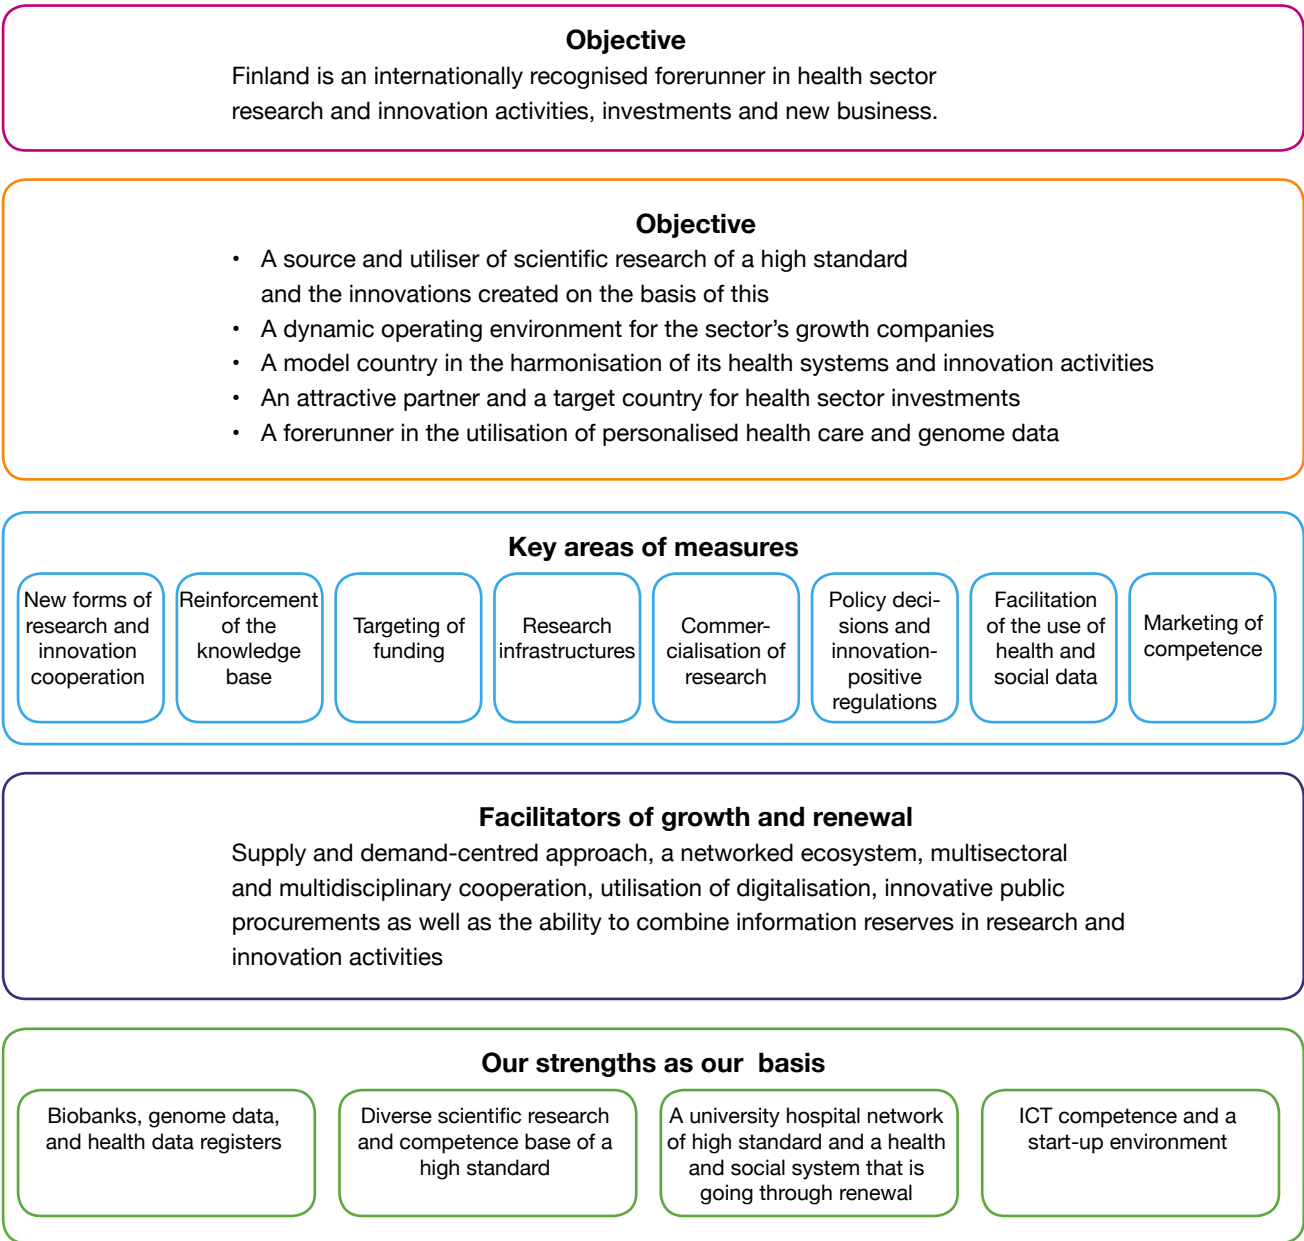 Objective
Finland is an internationally recognised forerunner in health sector
research and innovation activities, investments and new business.
Objective
• A source and utiliser of scientific research of a high standard
and the innovations created on the basis of this
• A dynamic operating environment for the sector’s growth companies
• A model country in the harmonisation of its health systems and innovation activities
• An attractive partner and a target country for health sector investments
• A forerunner in the utilisation of personalised health care and genome data
Key areas of measures
New forms of
research and
innovation
cooperation
Reinforcement
of the
knowledge
base
Targeting of
funding
Research
infrastructures
Commer-
cialisation of
research
Policy deci-
sions and
innovation-
positive
regulations
Facilitation
of the use of
health and
social data
Marketing of
competence
Facilitators of growth and renewal
Supply and demand-centred approach, a networked ecosystem, multisectoral
and multidisciplinary cooperation, utilisation of digitalisation, innovative public
procurements as well as the ability to combine information reserves in research and
innovation activities
Our strengths as our  basis
Biobanks, genome data,
and health data registers
Diverse scientific research
and competence base of a
high standard
A university hospital network
of high standard and a health
and social system that is
going through renewal
ICT competence and a
start-up environment